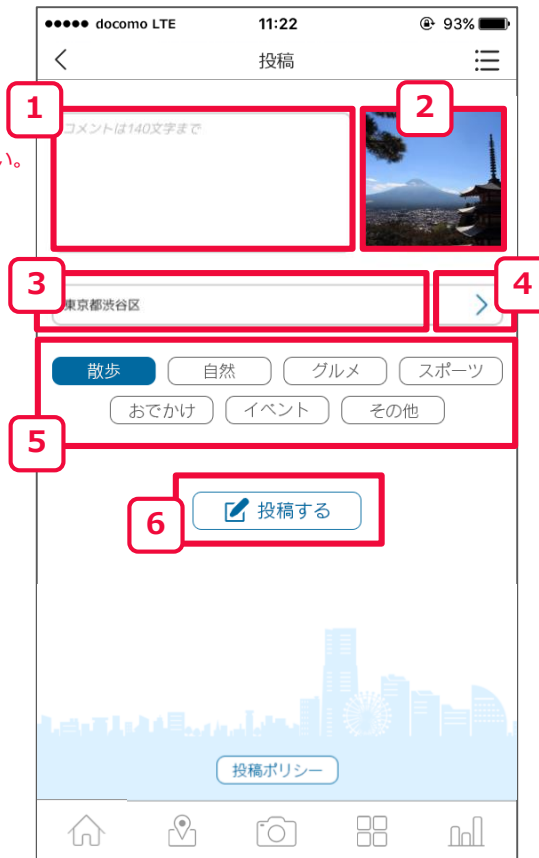 docomo LTE 11:22 93%
投稿
1
2
コメントは140文字まで
い。
3
4
東京都渋谷区
散歩 自然 グルメ スポーツ
おでかけ イベント その他
5
6
投稿する
投稿ポリシー